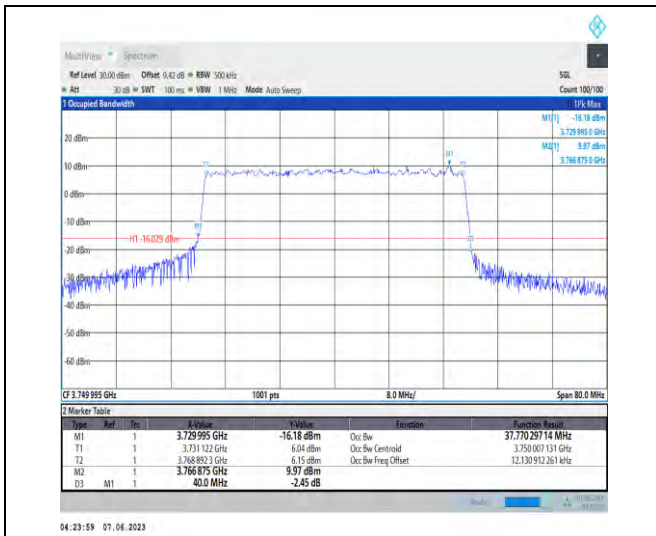 MultiView Spectrum
Ref Level 30.00 dBm Offset 9.42 dB RBW 500 kHz SGL
Att 30 dB SWT 100 ms VBW 1 MHz Mode Auto Sweep Count 100/100
1 Occupied Bandwidth 1Pk Max
M1[1] -16.18 dBm
3.729 995 0 GHz
M2[1] 9.97 dBm
3.766 875 0 GHz
20 dBm
10 dBm
0 dBm
-10 dBm
H1 -16.029 dBm
-20 dBm
-30 dBm
-40 dBm
-50 dBm
-60 dBm
CF 3.749 995 GHz 1001 pts 8.0 MHz/ Span 80.0 MHz
2 Marker Table
Type Ref Trc X-Value Y-Value Function Function Result
M1 1 3.729 995 GHz -16.18 dBm Occ Bw 37.770 297 14 MHz
T1 1 3.731 122 GHz 6.04 dBm Occ Bw Centroid 3.750 007 131 GHz
T2 1 3.768 892 3 GHz 6.15 dBm Occ Bw Freq Offset 12.130 912 261 kHz
M2 1 3.766 875 GHz 9.97 dBm
D3 M1 1 40.0 MHz -2.45 dB
04:23:59 07.06.2023